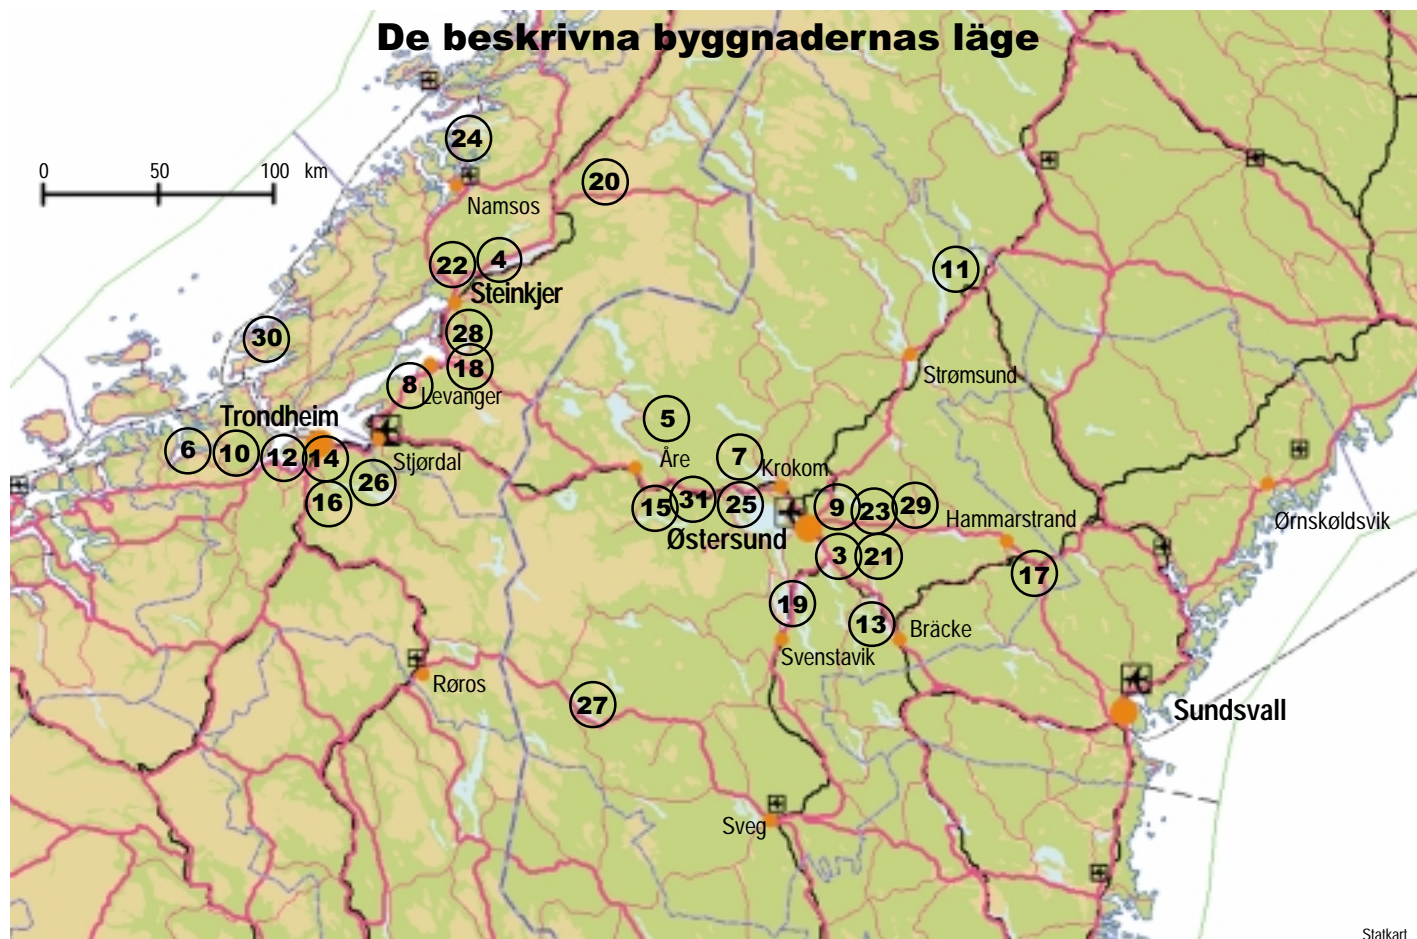 De beskrivna byggnadernas läge
24
0 50 100 km
20
Namsos
22 4
11
Steinkjer
30
28
18
8
Levanger
Strømsund
Trondheim
5
6 10 12 14
Stjørdal
Åre
7
Krokom
26
16
15 31 25
9 23 29
Hammarstrand
Ørnskøldsvik
Østersund
3 21
17
19
13
Bräcke
Svenstavik
Røros
27
Sundsvall
Sveg
Statkart